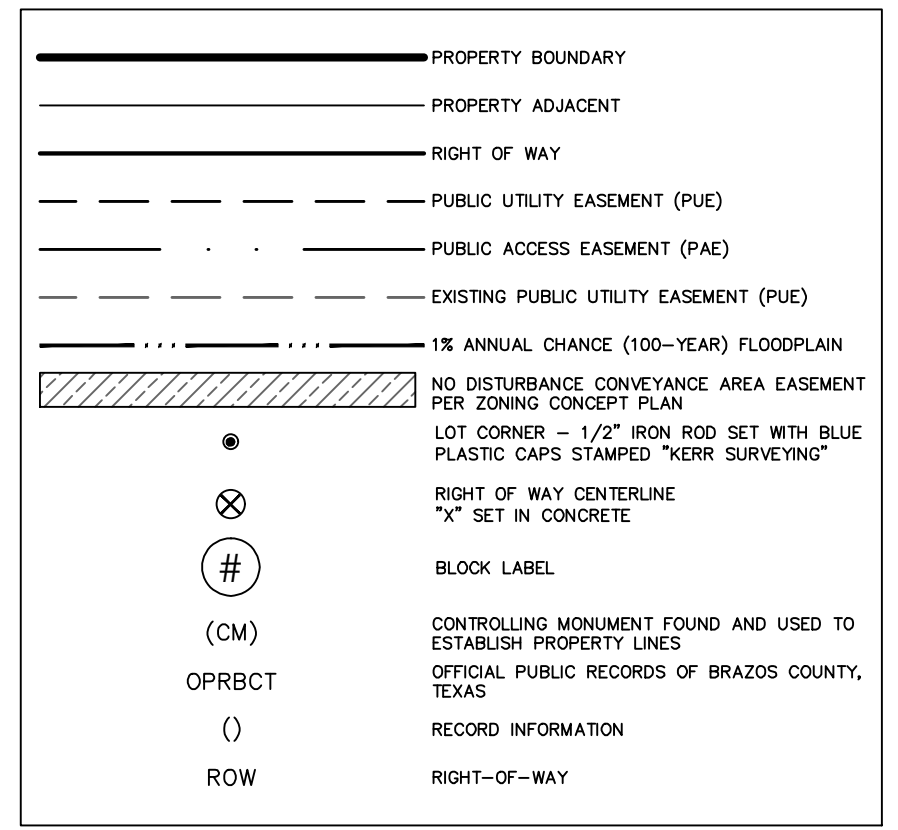 PROPERTY BOUNDARY
PROPERTY ADJACENT
RIGHT OF WAY
PUBLIC UTILITY EASEMENT (PUE)
PUBLIC ACCESS EASEMENT (PAE)
EXISTING PUBLIC UTILITY EASEMENT (PUE)
1% ANNUAL CHANCE (100-YEAR) FLOODPLAIN
NO DISTURBANCE CONVEYANCE AREA EASEMENT
PER ZONING CONCEPT PLAN
LOT CORNER - 1/2" IRON ROD SET WITH BLUE
PLASTIC CAPS STAMPED "KERR SURVEYING"
RIGHT OF WAY CENTERLINE
"X" SET IN CONCRETE
# BLOCK LABEL
(CM) CONTROLLING MONUMENT FOUND AND USED TO
ESTABLISH PROPERTY LINES
OPRBCT OFFICIAL PUBLIC RECORDS OF BRAZOS COUNTY,
TEXAS
() RECORD INFORMATION
ROW RIGHT-OF-WAY